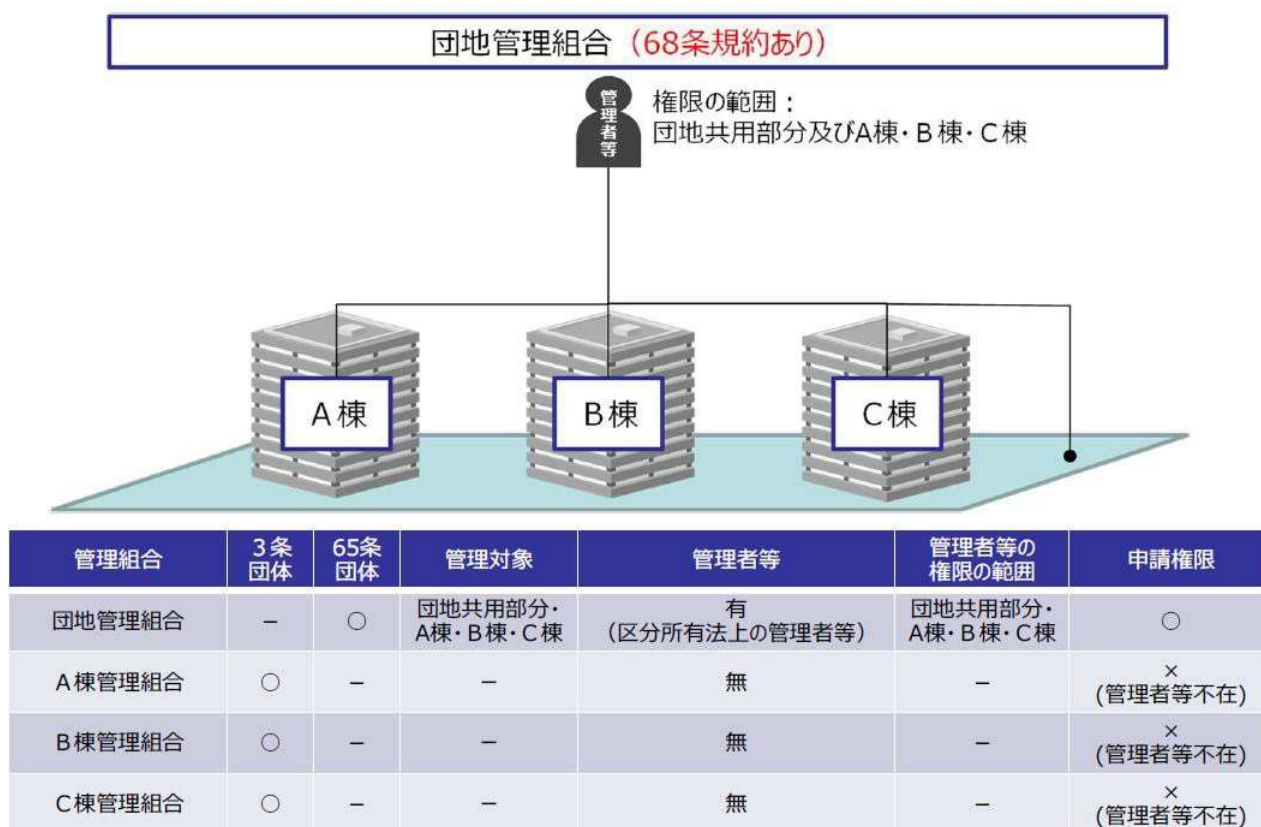 団地管理組合（68条規約あり）
管理者等
権限の範囲：
団地共用部分及びA棟・B棟・C棟
A棟
B棟
C棟
管理組合
3条
団体
65条
団体
管理対象
管理者等
管理者等の
権限の範囲
申請権限
団地管理組合
－
○
団地共用部分・
A棟・B棟・C棟
有
（区分所有法上の管理者等）
団地共用部分・
A棟・B棟・C棟
○
A棟管理組合
○
－
－
無
－
×
(管理者等不在)
B棟管理組合
○
－
－
無
－
×
(管理者等不在)
C棟管理組合
○
－
－
無
－
×
(管理者等不在)